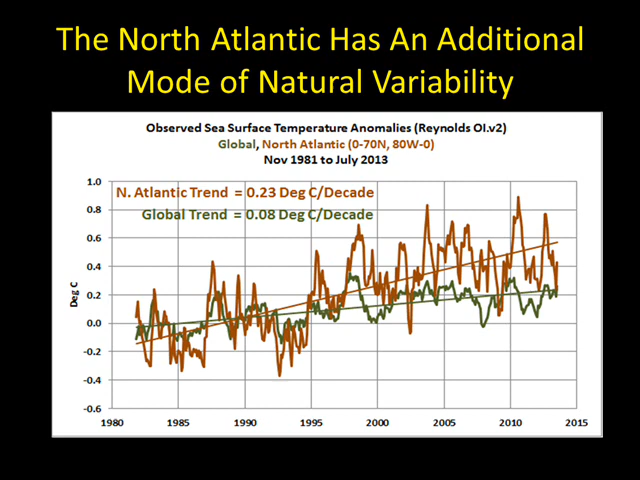 The North Atlantic Has An Additional
Mode of Natural Variability
Observed Sea Surface Temperature Anomalies (Reynolds OI.v2)
Global, North Atlantic (0-70N, 80W-0)
Nov 1981 to July 2013
N. Atlantic Trend = 0.23 Deg C/Decade
Global Trend = 0.08 Deg C/Decade
Deg C
1.0
0.8
0.6
0.4
0.2
0.0
-0.2
-0.4
-0.6
1980 1985 1990 1995 2000 2005 2010 2015